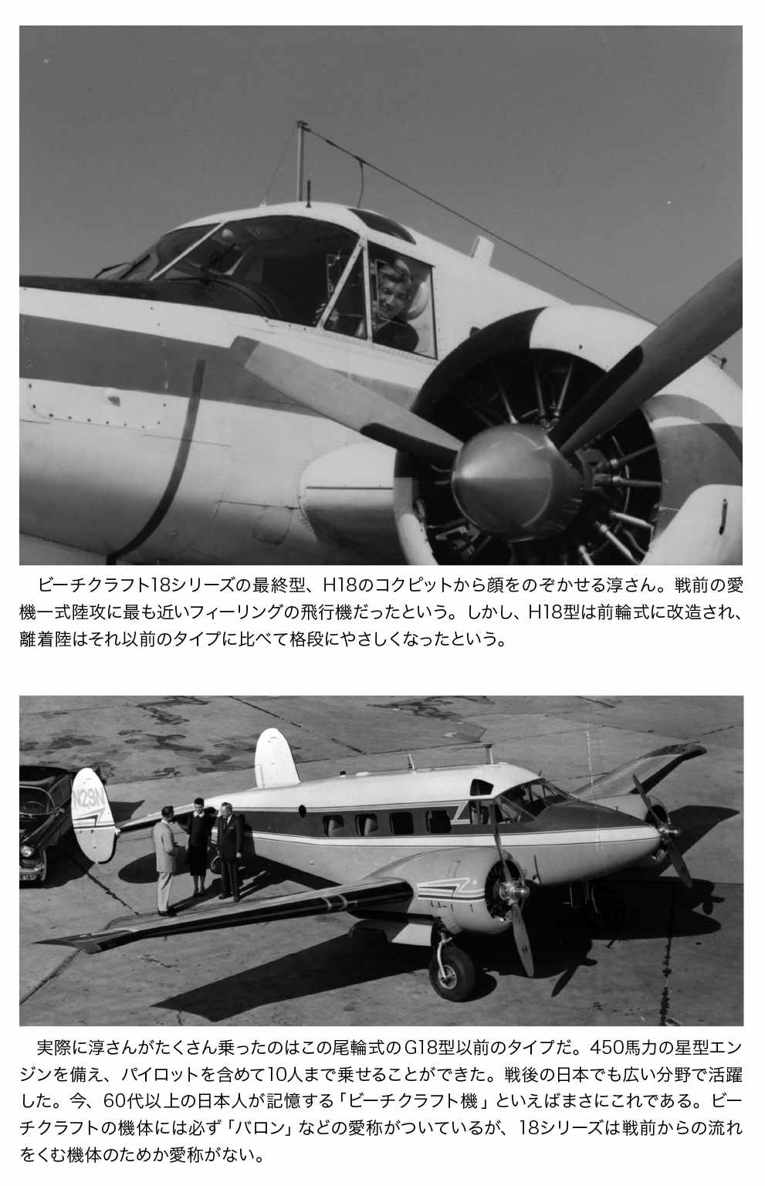 ビーチクラフト18シリーズの最終型、H18のコクピットから顔をのぞかせる淳さん。戦前の愛
機一式陸攻に最も近いフィーリングの飛行機だったという。しかし、H18型は前輪式に改造され、
離着陸はそれ以前のタイプに比べて格段にやさしくなったという。
N29N
実際に淳さんがたくさん乗ったのはこの尾輪式のG18型以前のタイプだ。450馬力の星型エン
ジンを備え、パイロットを含めて10人まで乗せることができた。戦後の日本でも広い分野で活躍
した。今、60代以上の日本人が記憶する「ビーチクラフト機」といえばまさにこれである。ビー
チクラフトの機体には必ず「バロン」などの愛称がついているが、18シリーズは戦前からの流れ
をくむ機体のためか愛称がない。